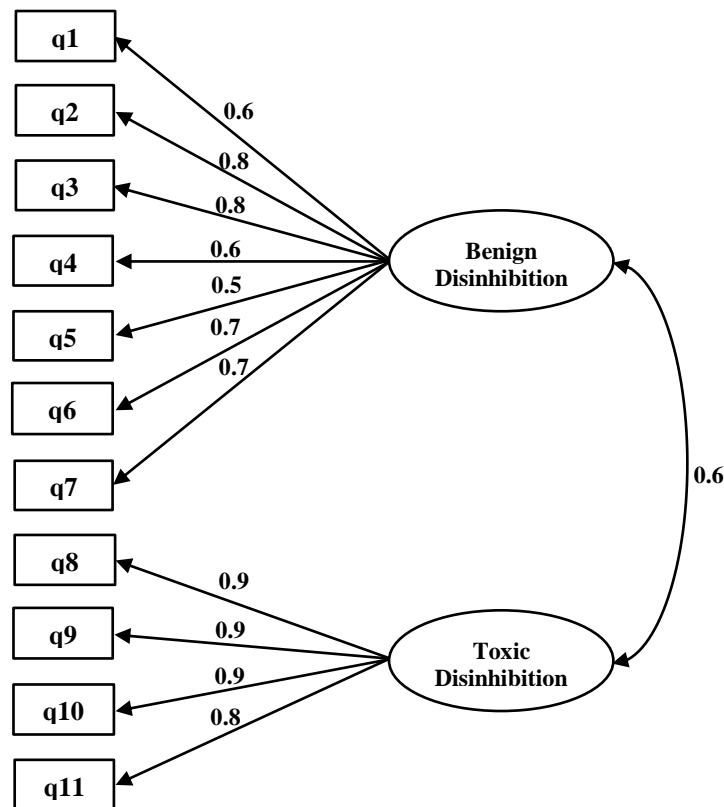 q1
0.6
q2
0.8
q3
0.8
q4
0.6
Benign
Disinhibition
q5
0.5
q6
0.7
q7
0.7
0.6
q8
0.9
q9
0.9
Toxic
Disinhibition
q10
0.9
q11
0.8